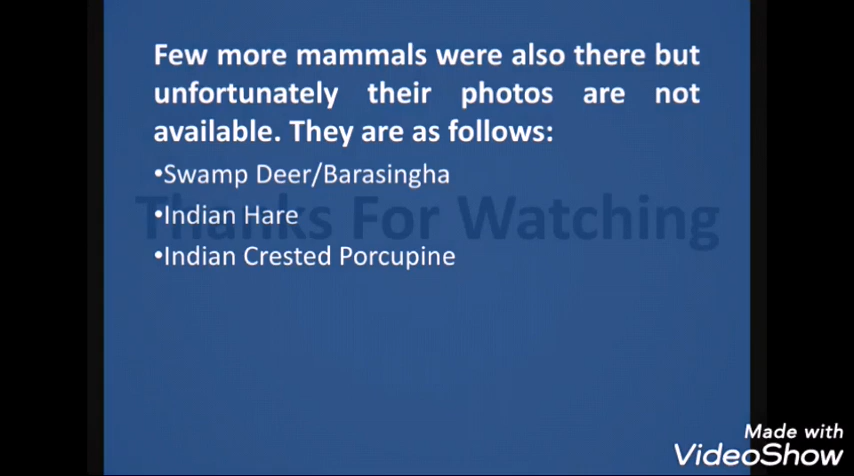 Few more mammals were also there but
unfortunately their photos are not
available. They are as follows:
•Swamp Deer/Barasingha
Thanks For Watching
•Indian Hare
•Indian Crested Porcupine
Made with
VideoShow